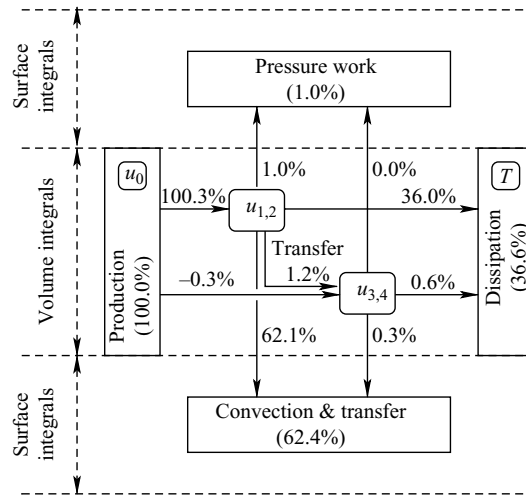 Surface
integrals
Pressure work
(1.0%)
Volume integrals
u0
Production
(100.0%)
100.3%
1.0%
0.0%
u1,2
36.0%
T
Dissipation
(36.6%)
Transfer
1.2%
–0.3%
u3,4
0.6%
62.1%
0.3%
Surface
integrals
Convection & transfer
(62.4%)